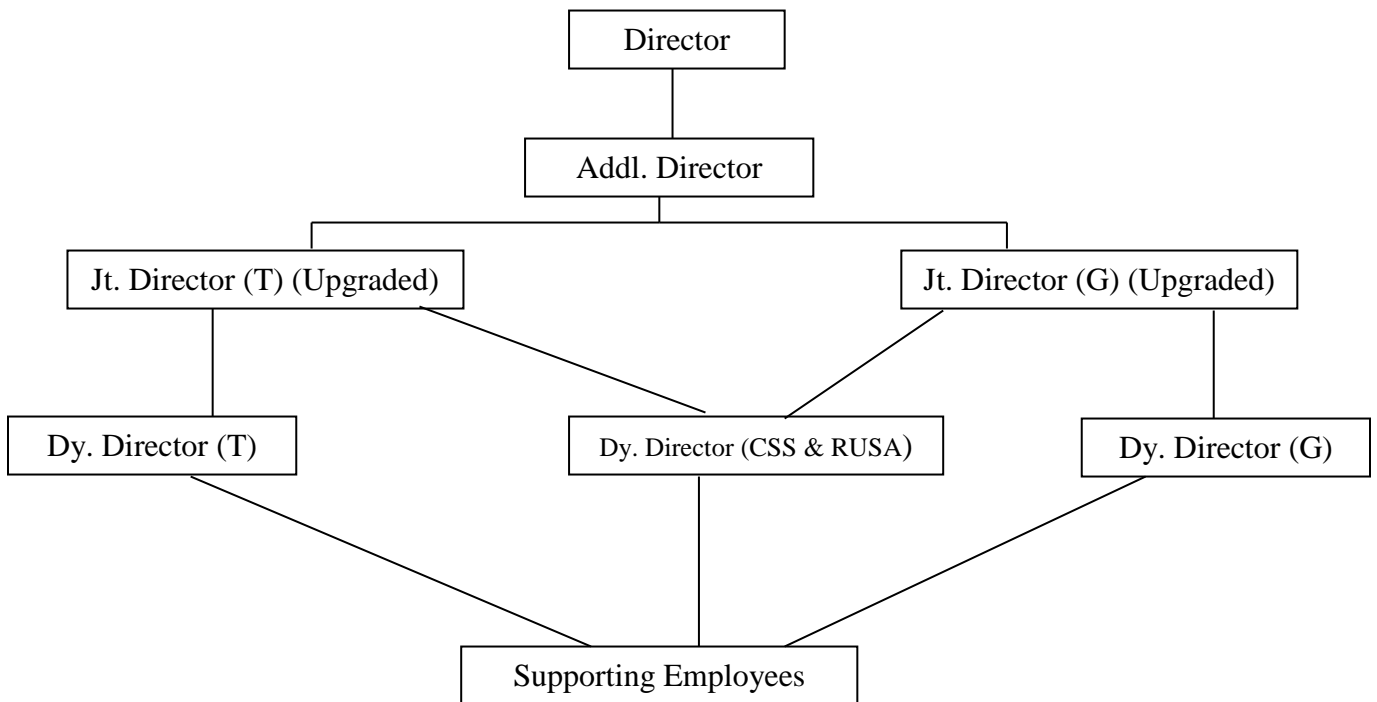 Director
Addl. Director
Jt. Director (T) (Upgraded)
Jt. Director (G) (Upgraded)
Dy. Director (T)
Dy. Director (CSS & RUSA)
Dy. Director (G)
Supporting Employees